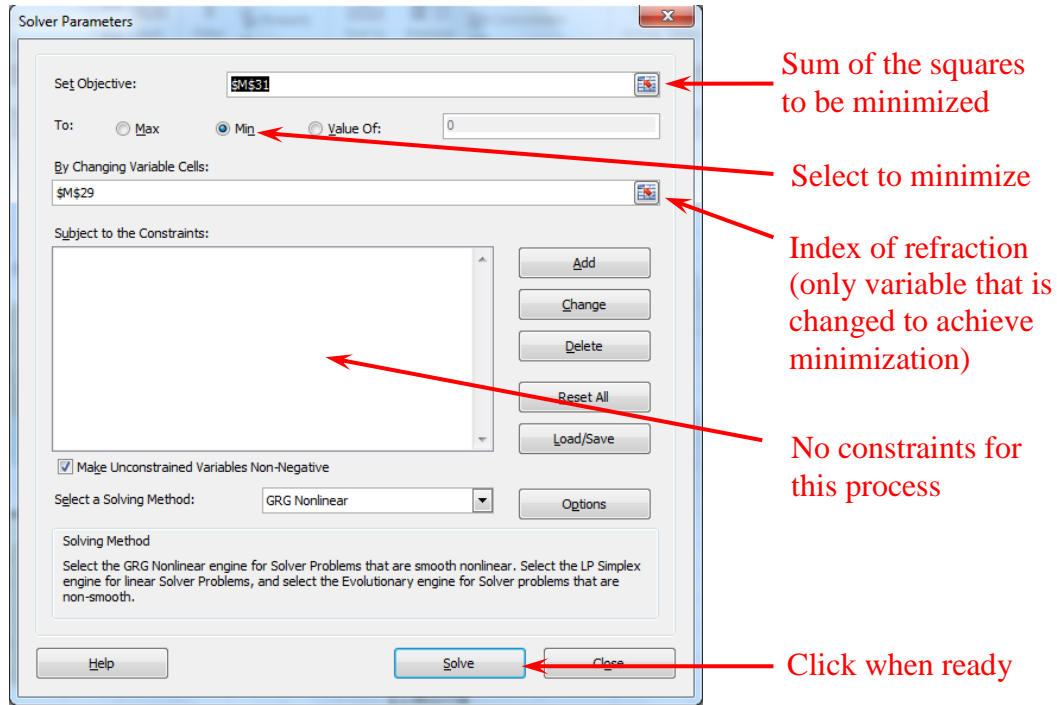 Solver Parameters
Set Objective:
$M$31
To:
Max
Min
Value Of:
0
By Changing Variable Cells:
$M$29
Subject to the Constraints:
Add
Change
Delete
Reset All
Load/Save
Make Unconstrained Variables Non-Negative
Select a Solving Method:
GRG Nonlinear
Options
Solving Method
Select the GRG Nonlinear engine for Solver Problems that are smooth nonlinear. Select the LP Simplex
engine for linear Solver Problems, and select the Evolutionary engine for Solver problems that are
non-smooth.
Help
Solve
Close
Sum of the squares
to be minimized
Select to minimize
Index of refraction
(only variable that is
changed to achieve
minimization)
No constraints for
this process
Click when ready